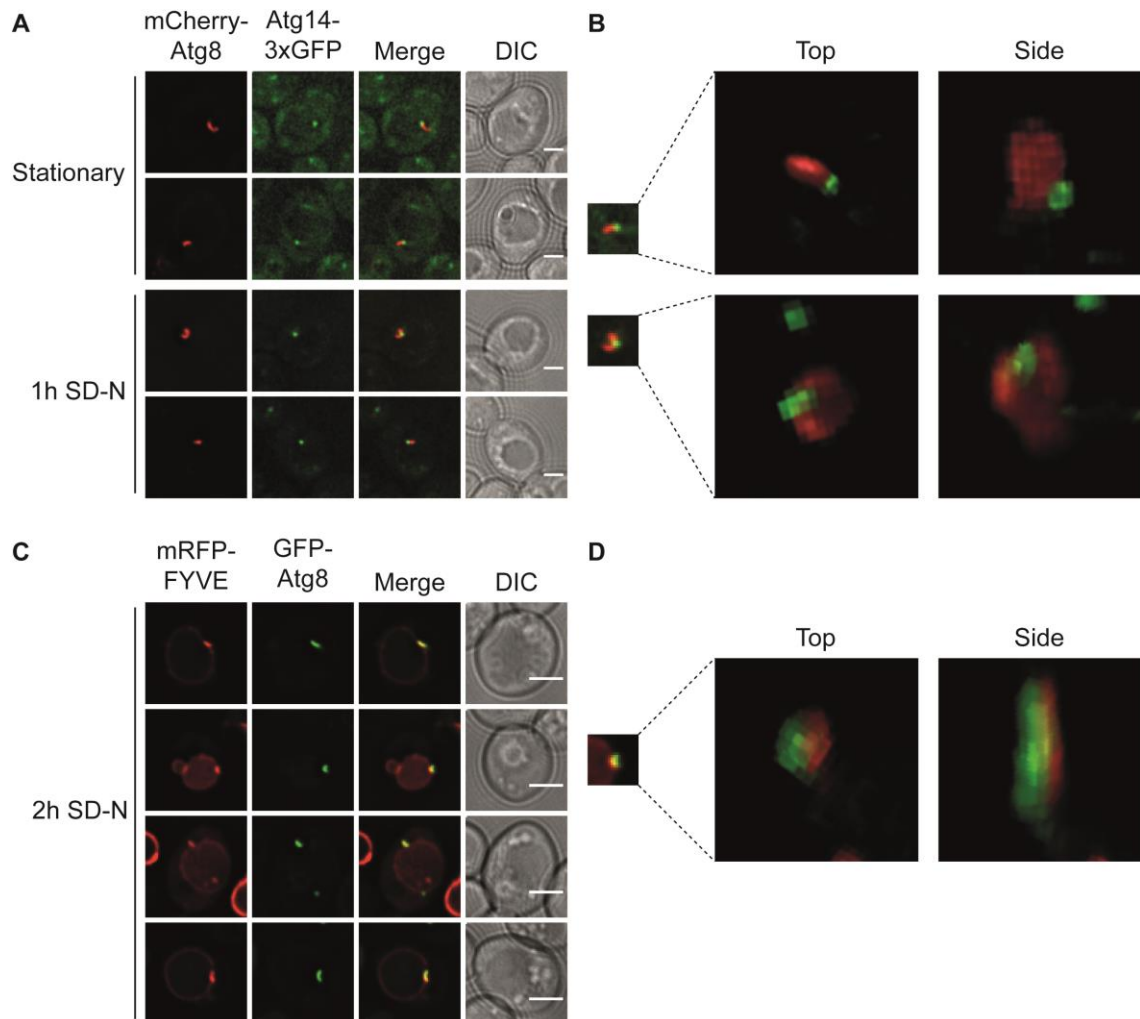 A
mCherry-
Atg8
Atg14-
3xGFP
Merge
DIC
Stationary
1h SD-N
B
Top
Side
C
mRFP-
FYVE
GFP-
Atg8
Merge
DIC
2h SD-N
D
Top
Side